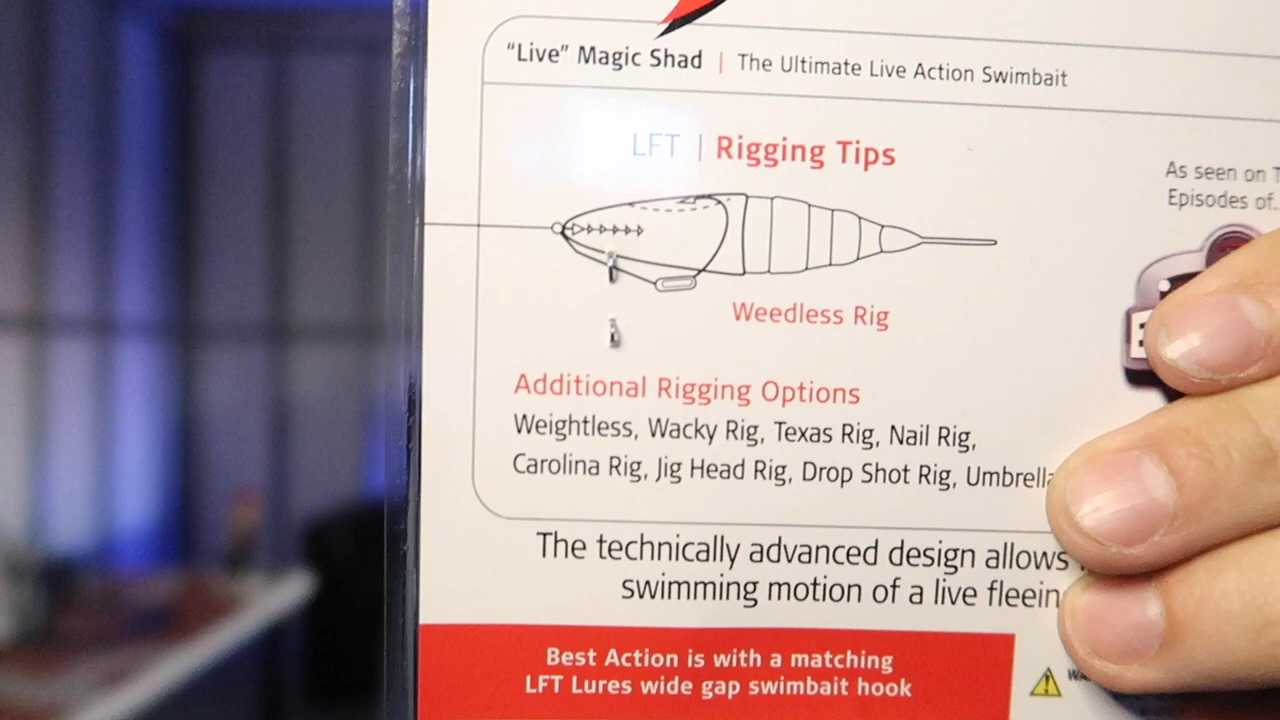 "Live" Magic Shad | The Ultimate Live Action Swimbait
LFT | Rigging Tips
As seen on
Episodes of
Weedless Rig
Additional Rigging Options
Weightless, Wacky Rig, Texas Rig, Nail Rig,
Carolina Rig, Jig Head Rig, Drop Shot Rig,
The technically advanced design allows
swimming motion of a live
Best Action is with a matching
LFT Lures wide gap swimbait hook